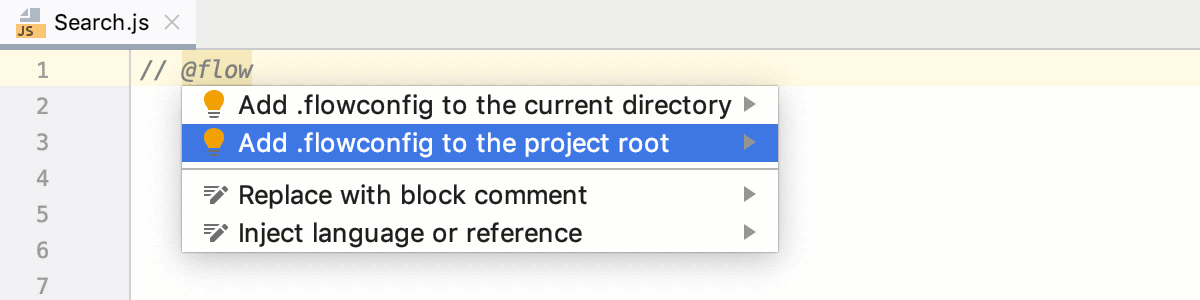 JS Search.js
1 // @flow
2 Add .flowconfig to the current directory
3 Add .flowconfig to the project root
4 Replace with block comment
5 Inject language or reference
6
7